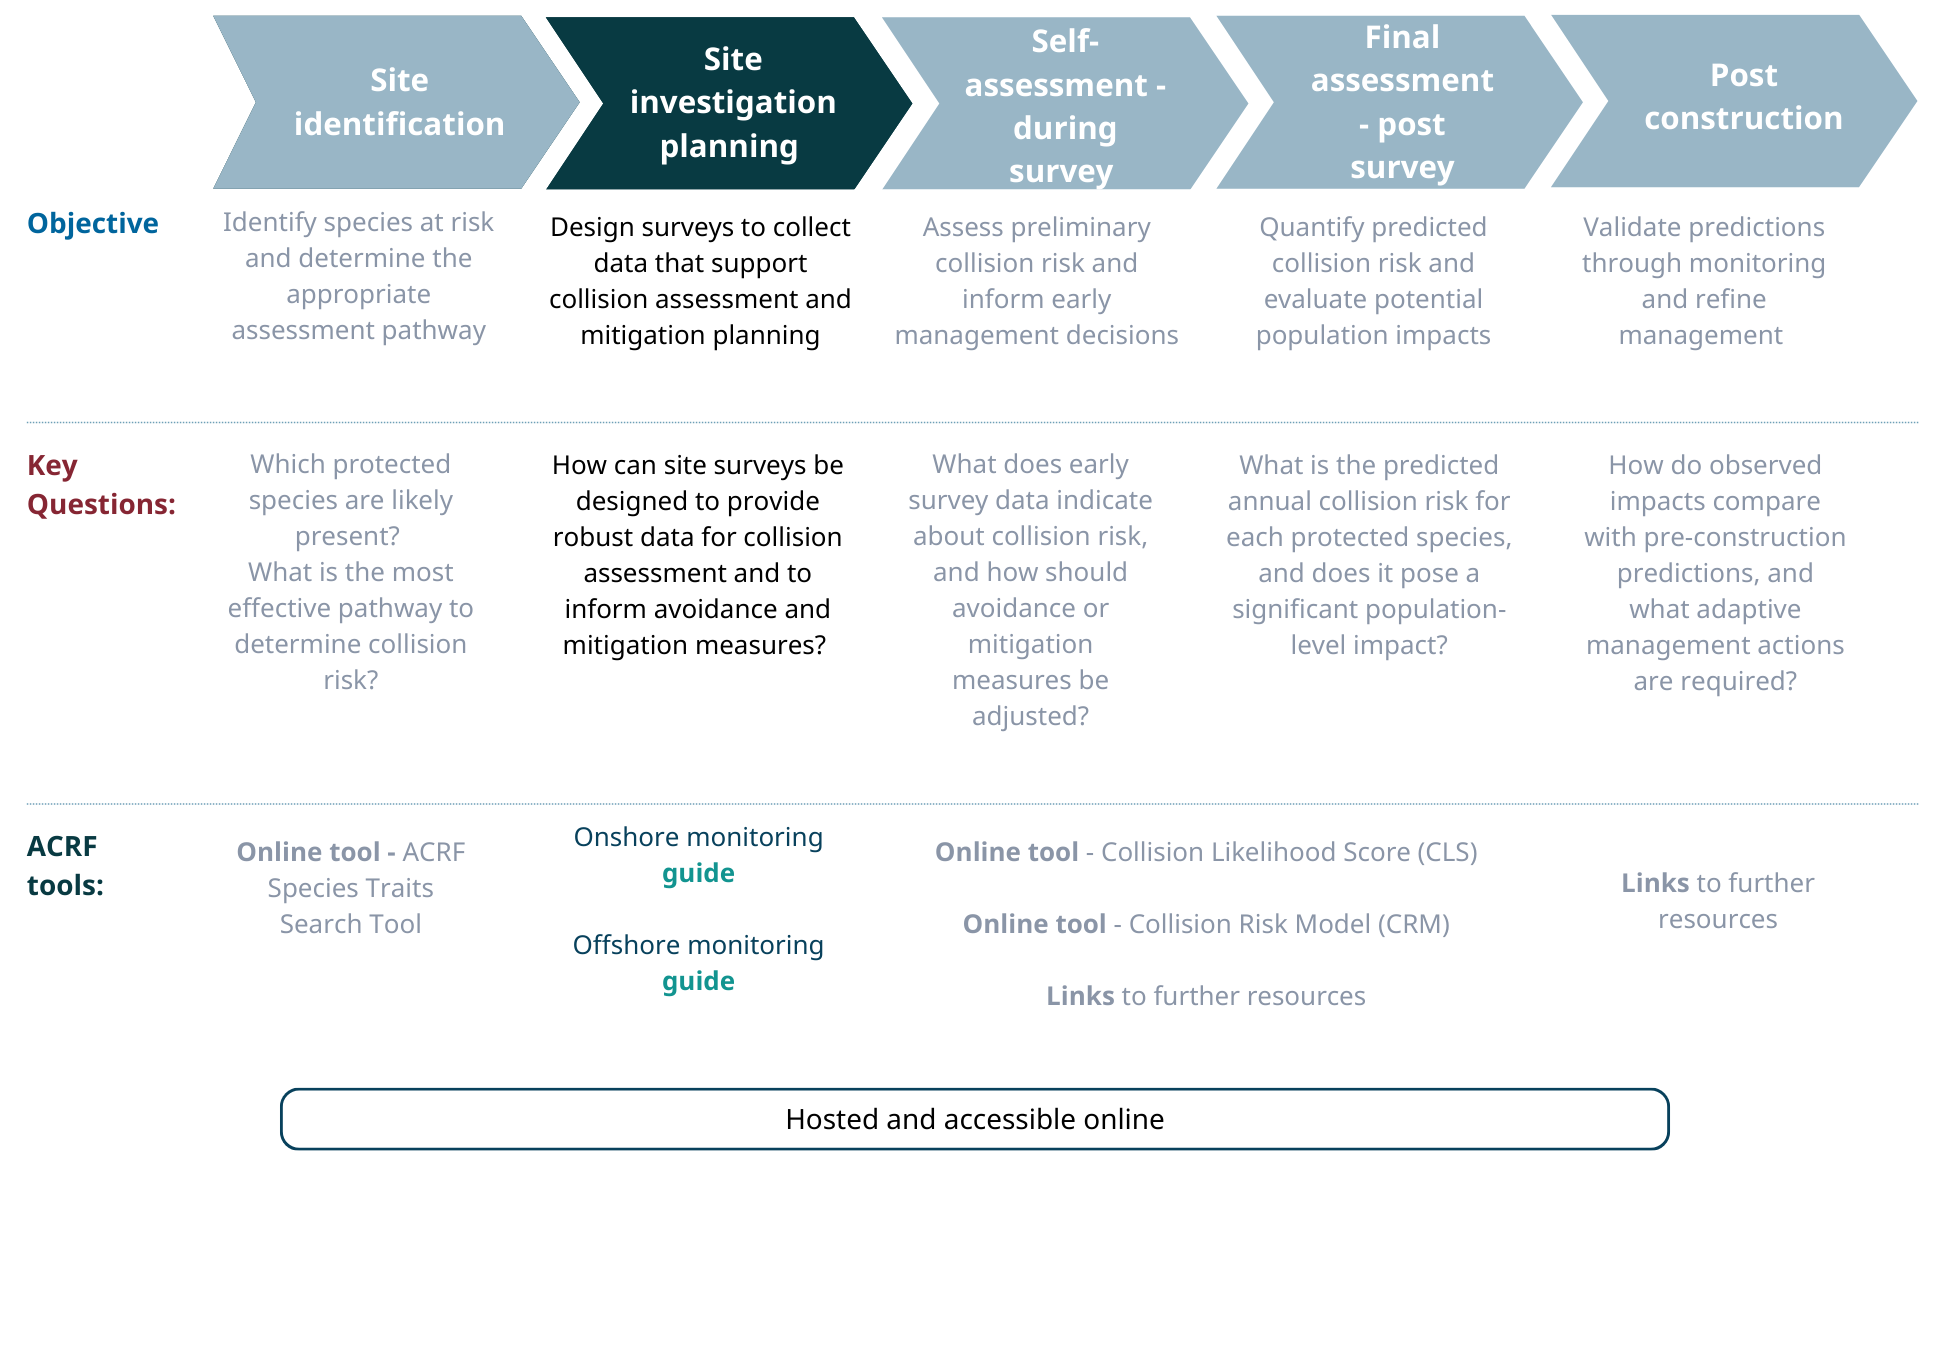 Site
identification
Site
investigation
planning
Self-
assessment -
during
survey
Final
assessment
- post
survey
Post
construction
Objective
Identify species at risk
and determine the
appropriate
assessment pathway
Design surveys to collect
data that support
collision assessment and
mitigation planning
Assess preliminary
collision risk and
inform early
management decisions
Quantify predicted
collision risk and
evaluate potential
population impacts
Validate predictions
through monitoring
and refine
management
Key
Questions:
Which protected
species are likely
present?
What is the most
effective pathway to
determine collision
risk?
How can site surveys be
designed to provide
robust data for collision
assessment and to
inform avoidance and
mitigation measures?
What does early
survey data indicate
about collision risk,
and how should
avoidance or
mitigation
measures be
adjusted?
What is the predicted
annual collision risk for
each protected species,
and does it pose a
significant population-
level impact?
How do observed
impacts compare
with pre-construction
predictions, and
what adaptive
management actions
are required?
ACRF
tools:
Online tool - ACRF
Species Traits
Search Tool
Onshore monitoring
guide
Offshore monitoring
guide
Online tool - Collision Likelihood Score (CLS)
Online tool - Collision Risk Model (CRM)
Links to further resources
Links to further
resources
Hosted and accessible online